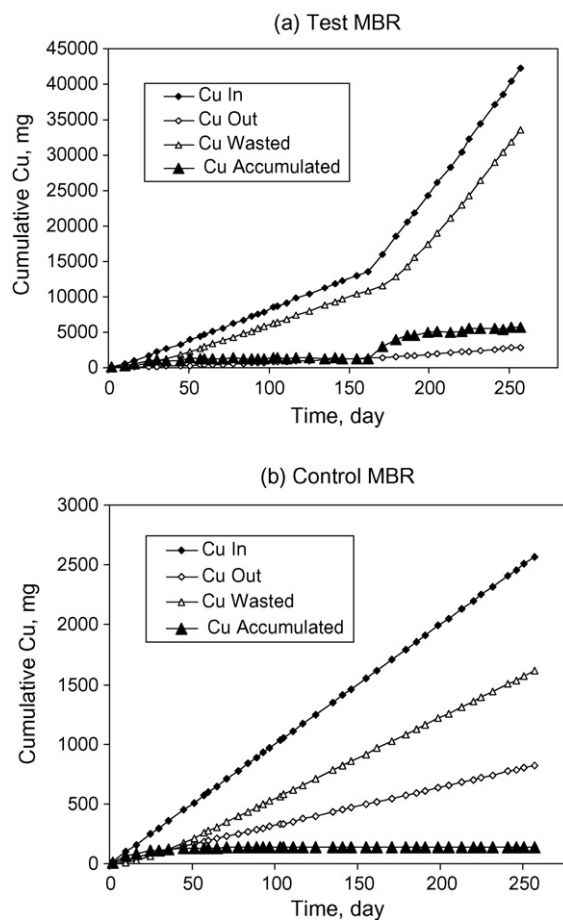 (a) Test MBR
45000
40000
35000
30000
25000
20000
15000
10000
5000
0
Cumulative Cu, mg
Cu In
Cu Out
Cu Wasted
Cu Accumulated
0 50 100 150 200 250
Time, day
(b) Control MBR
3000
2500
2000
1500
1000
500
0
Cumulative Cu, mg
Cu In
Cu Out
Cu Wasted
Cu Accumulated
0 50 100 150 200 250
Time, day